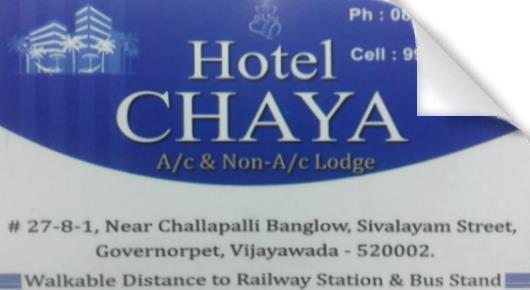 Ph : 08
Hotel
Cell : 99
CHAYA
A/c & Non-A/c Lodge
# 27-8-1, Near Challapalli Banglow, Sivalayam Street,
Governorpet, Vijayawada - 520002.
Walkable Distance to Railway Station & Bus Stand